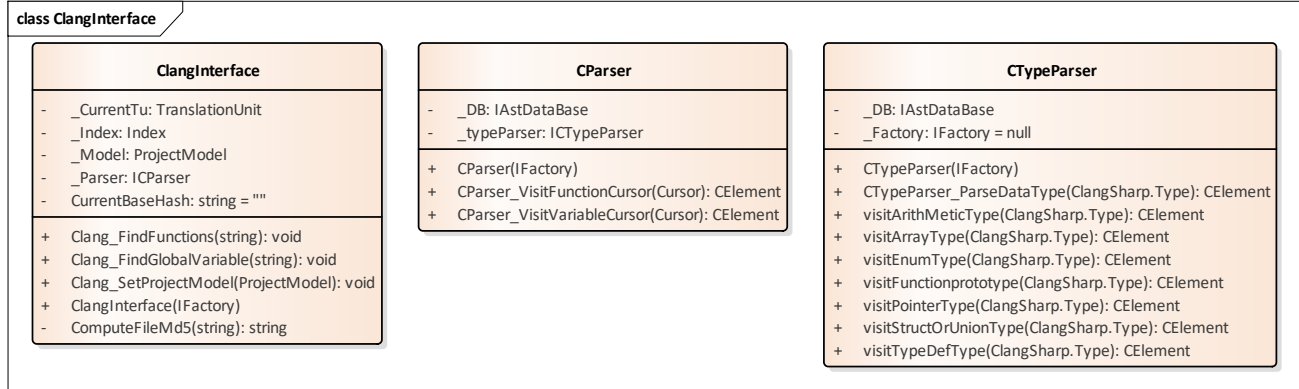 class ClangInterface
ClangInterface
- _CurrentTu: TranslationUnit
- _Index: Index
- _Model: ProjectModel
- _Parser: ICParser
- CurrentBaseHash: string = ""
+ Clang_FindFunctions(string): void
+ Clang_FindGlobalVariable(string): void
+ Clang_SetProjectModel(ProjectModel): void
+ ClangInterface(IFactory)
- ComputeFileMd5(string): string
CParser
- _DB: IAstDataBase
- _typeParser: ICTypeParser
+ CParser(IFactory)
+ CParser_VisitFunctionCursor(Cursor): CElement
+ CParser_VisitVariableCursor(Cursor): CElement
CTypeParser
- _DB: IAstDataBase
- _Factory: IFactory = null
+ CTypeParser(IFactory)
+ CTypeParser_ParseDataType(ClangSharp.Type): CElement
+ visitArithMeticType(ClangSharp.Type): CElement
+ visitArrayType(ClangSharp.Type): CElement
+ visitEnumType(ClangSharp.Type): CElement
+ visitFunctionprototype(ClangSharp.Type): CElement
+ visitPointerType(ClangSharp.Type): CElement
+ visitStructOrUnionType(ClangSharp.Type): CElement
+ visitTypeDefType(ClangSharp.Type): CElement